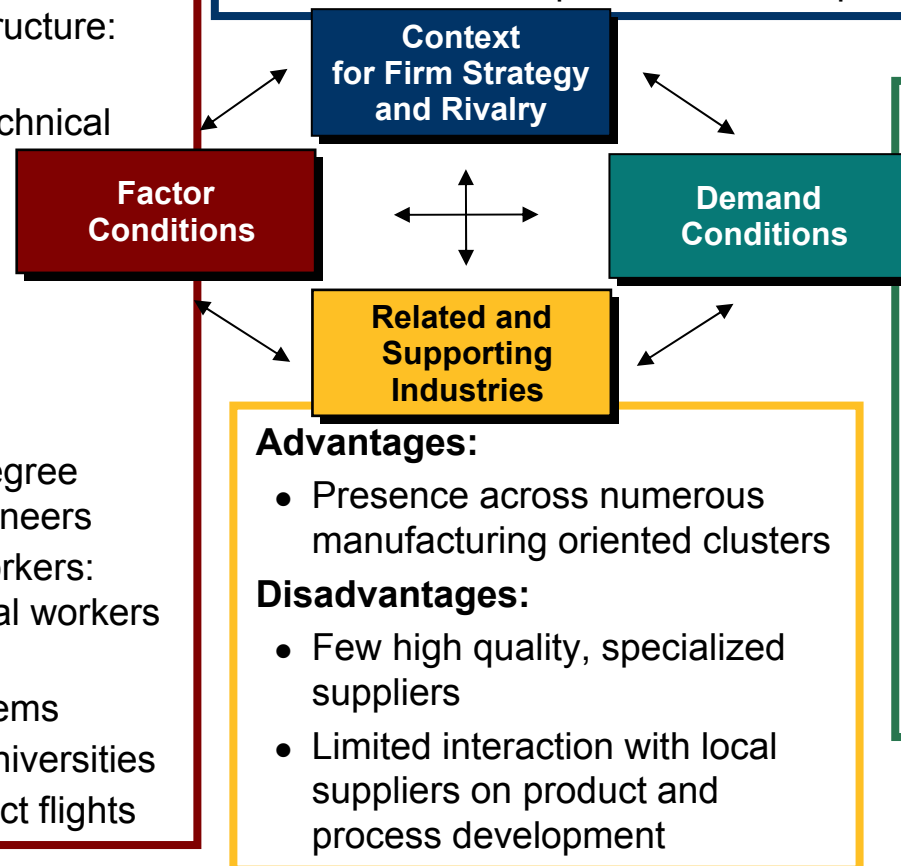 ructure:
echnical
Context
for Firm Strategy
and Rivalry
Factor
Conditions
Demand
Conditions
Related and
Supporting
Industries
egree
neers
orkers:
al workers
ems
niversities
ct flights
Advantages:
• Presence across numerous
manufacturing oriented clusters
Disadvantages:
• Few high quality, specialized
suppliers
• Limited interaction with local
suppliers on product and
process development